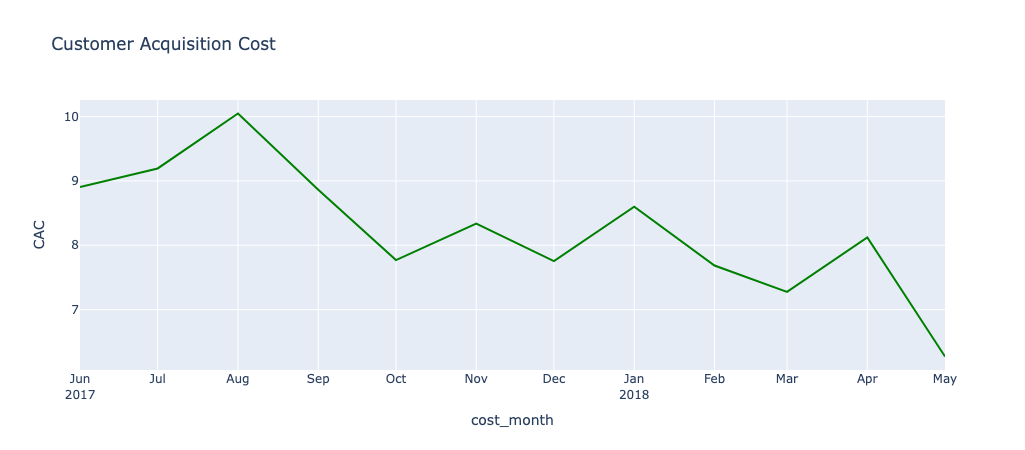 Customer Acquisition Cost
10
9
8
7
CAC
Jun Jul Aug Sep Oct Nov Dec Jan Feb Mar Apr May
2017 2018
cost_month